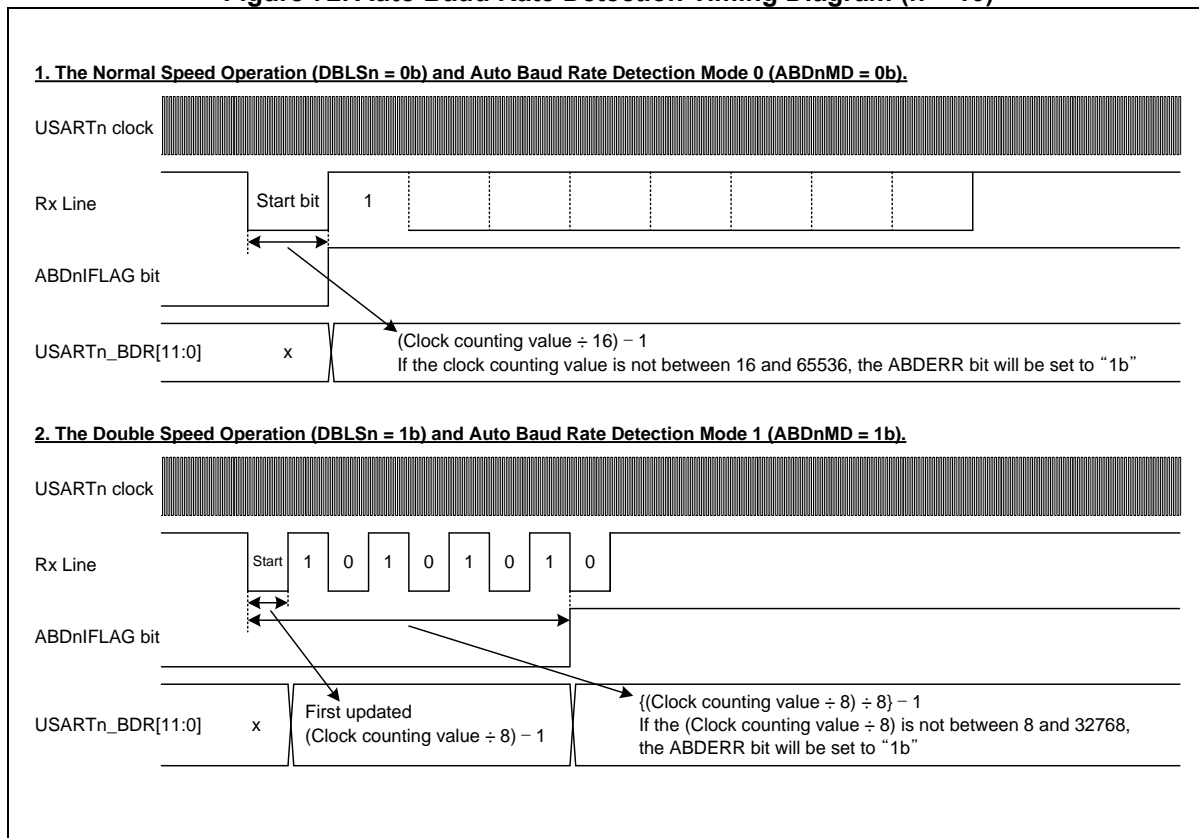 1. The Normal Speed Operation (DBLSn = 0b) and Auto Baud Rate Detection Mode 0 (ABDnMD = 0b).
USARTn clock
Rx Line
Start bit
1
ABDnIFLAG bit
USARTn_BDR[11:0]
x
(Clock counting value ÷ 16) – 1
If the clock counting value is not between 16 and 65536, the ABDERR bit will be set to “1b”
2. The Double Speed Operation (DBLSn = 1b) and Auto Baud Rate Detection Mode 1 (ABDnMD = 1b).
USARTn clock
Rx Line
Start 1 0 1 0 1 0 1 0
ABDnIFLAG bit
USARTn_BDR[11:0]
x
First updated
(Clock counting value ÷ 8) – 1
{(Clock counting value ÷ 8) ÷ 8} – 1
If the (Clock counting value ÷ 8) is not between 8 and 32768,
the ABDERR bit will be set to “1b”